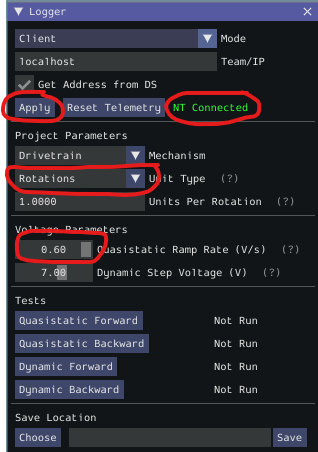 Logger
Client Mode
localhost Team/IP
Get Address from DS
Apply Reset Telemetry NT Connected
Project Parameters
Drivetrain Mechanism
Rotations Unit Type (?)
1.0000 Units Per Rotation (?)
Voltage Parameters
0.60 Quasistatic Ramp Rate (V/s) (?)
7.00 Dynamic Step Voltage (V) (?)
Tests
Quasistatic Forward Not Run
Quasistatic Backward Not Run
Dynamic Forward Not Run
Dynamic Backward Not Run
Save Location
Choose Save